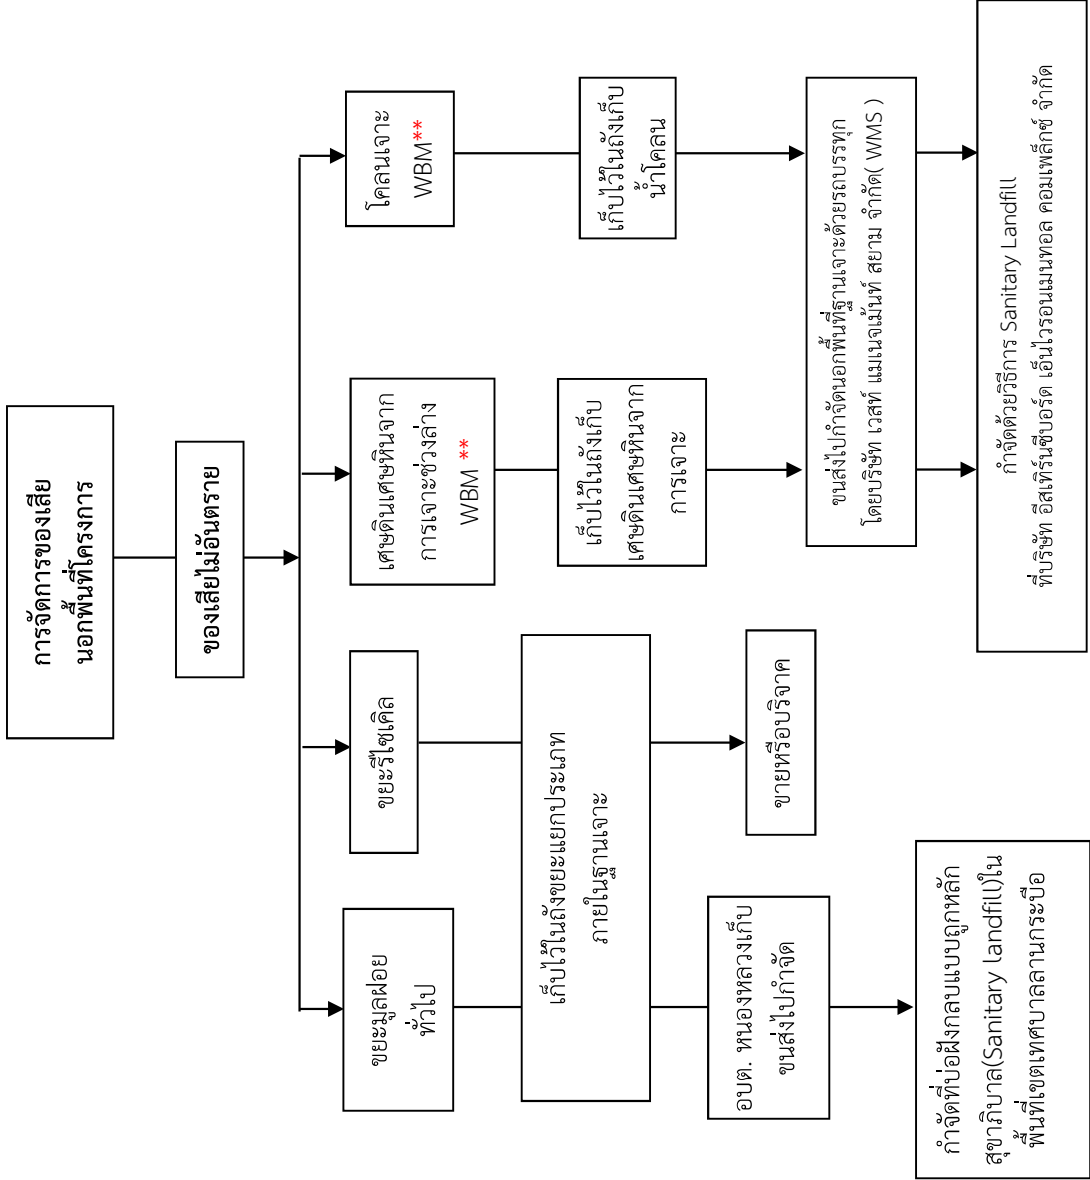 การจัดการของเสีย
นอกพื้นที่โครงการ
ของเสียไม่อันตราย
ขยะมูลฝอย
ทั่วไป
ขยะรีไซเคิล
เศษดินเศษหินจาก
การเจาะช่วงล่าง
WBM **
โคลนเจาะ
WBM**
เก็บไว้ในถังขยะแยกประเภท
ภายในฐานเจาะ
เก็บไว้ในถังเก็บ
เศษดินเศษหินจาก
การเจาะ
เก็บไว้ในถังเก็บ
น้ำโคลน
อบต. หนองหลวงเก็บ
ขนส่งไปกำจัด
ขายหรือบริจาค
ขนส่งไปกำจัดนอกพื้นที่ฐานเจาะด้วยรถบรรทุก
โดยบริษัท เวสท์ แมเนจเม้นท์ สยาม จำกัด( WMS )
กำจัดที่บ่อฝังกลบแบบถูกหลัก
สุขาภิบาล(Sanitary landfill)ใน
พื้นที่เขตเทศบาลลานกระบือ
กำจัดด้วยวิธีการ Sanitary Landfill
ที่บริษัท อีสเทิร์นซีบอร์ด เอ็นไวรอนเมนทอล คอมเพล็กซ์ จำกัด